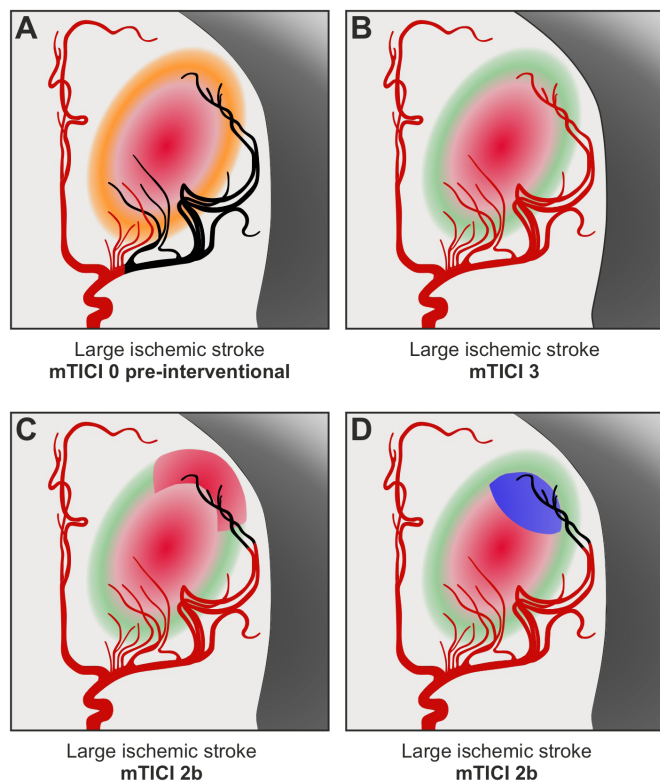 A
B
Large ischemic stroke
mTICI 0 pre-interventional
Large ischemic stroke
mTICI 3
C
D
Large ischemic stroke
mTICI 2b
Large ischemic stroke
mTICI 2b